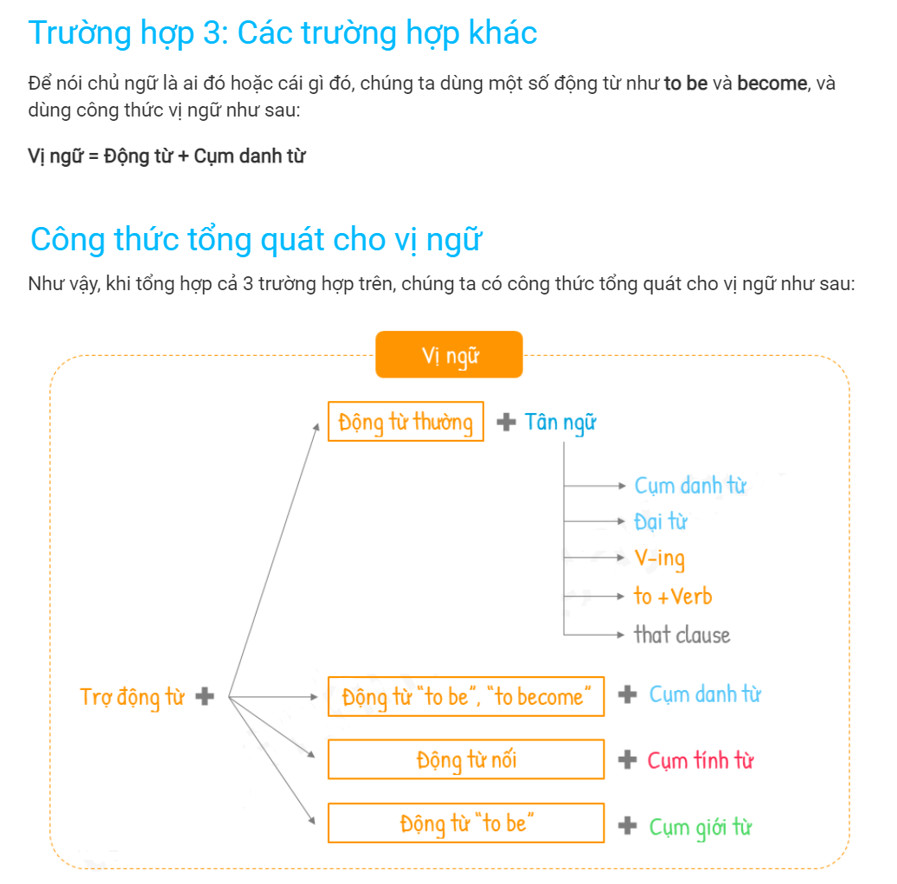 Trường hợp 3: Các trường hợp khác
Để nói chủ ngữ là ai đó hoặc cái gì đó, chúng ta dùng một số động từ như to be và become, và
dùng công thức vị ngữ như sau:
Vị ngữ = Động từ + Cụm danh từ
Công thức tổng quát cho vị ngữ
Như vậy, khi tổng hợp cả 3 trường hợp trên, chúng ta có công thức tổng quát cho vị ngữ như sau:
Vị ngữ
Động từ thường + Tân ngữ
Cụm danh từ
Đại từ
V-ing
to +Verb
that clause
Trợ động từ +
Động từ "to be", "to become" + Cụm danh từ
Động từ nối + Cụm tính từ
Động từ "to be" + Cụm giới từ